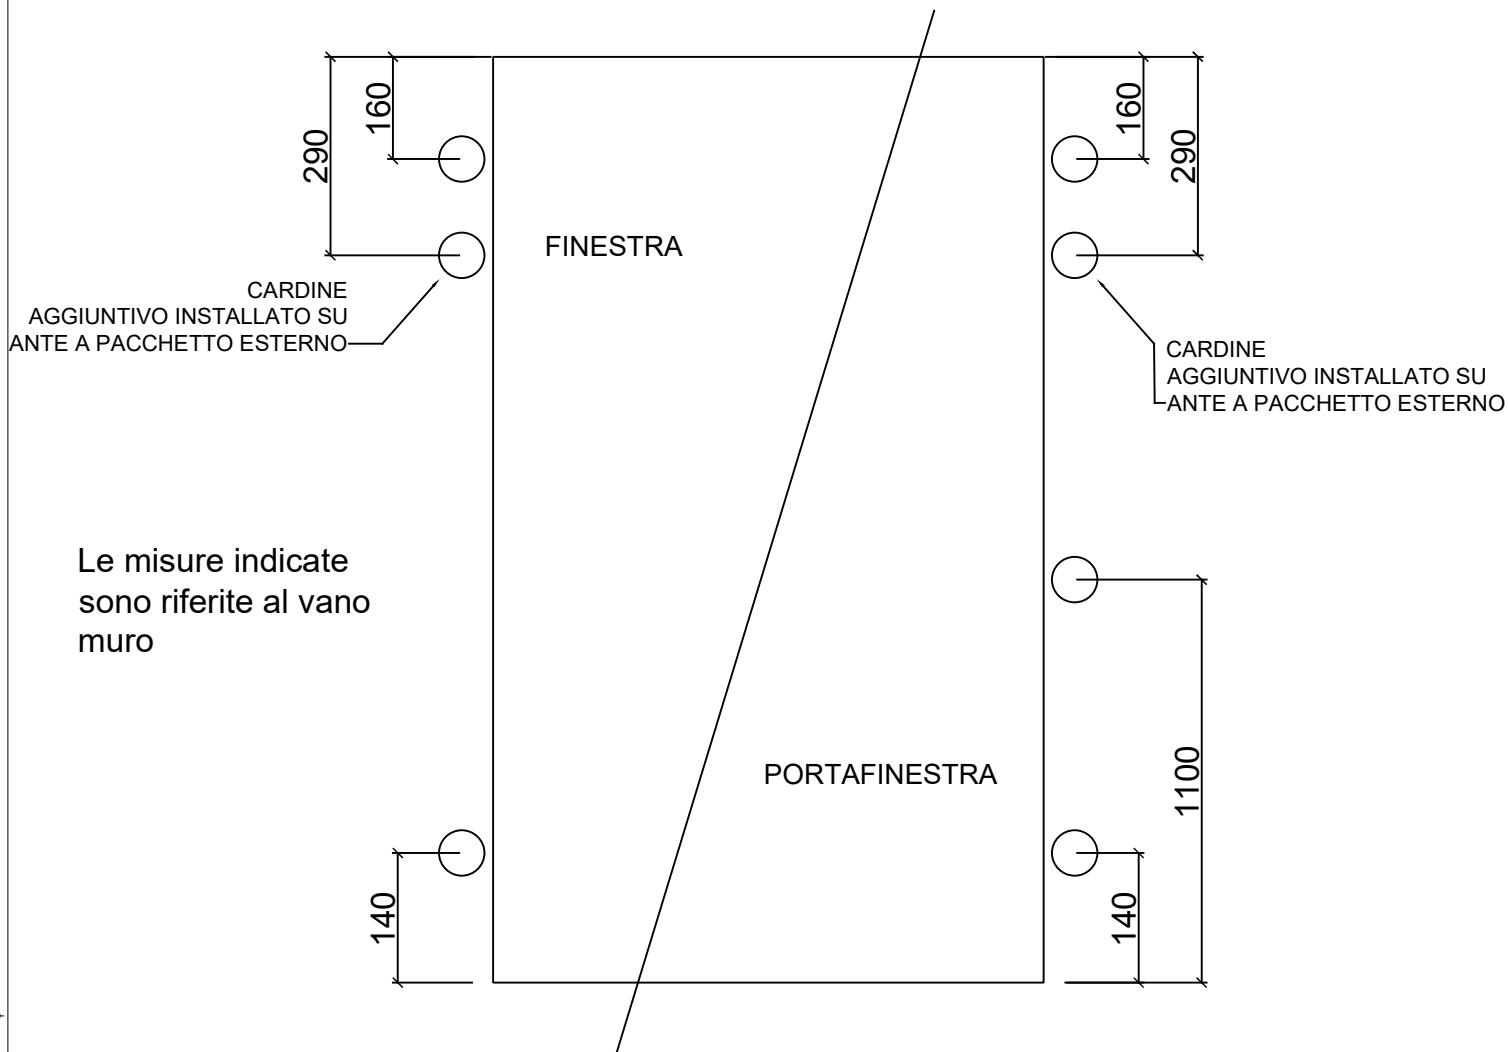 160
290
160
290
FINESTRA
CARDINE
AGGIUNTIVO INSTALLATO SU
ANTE A PACCHETTO ESTERNO
CARDINE
AGGIUNTIVO INSTALLATO SU
ANTE A PACCHETTO ESTERNO
Le misure indicate
sono riferite al vano
muro
PORTAFINESTRA
1100
140
140